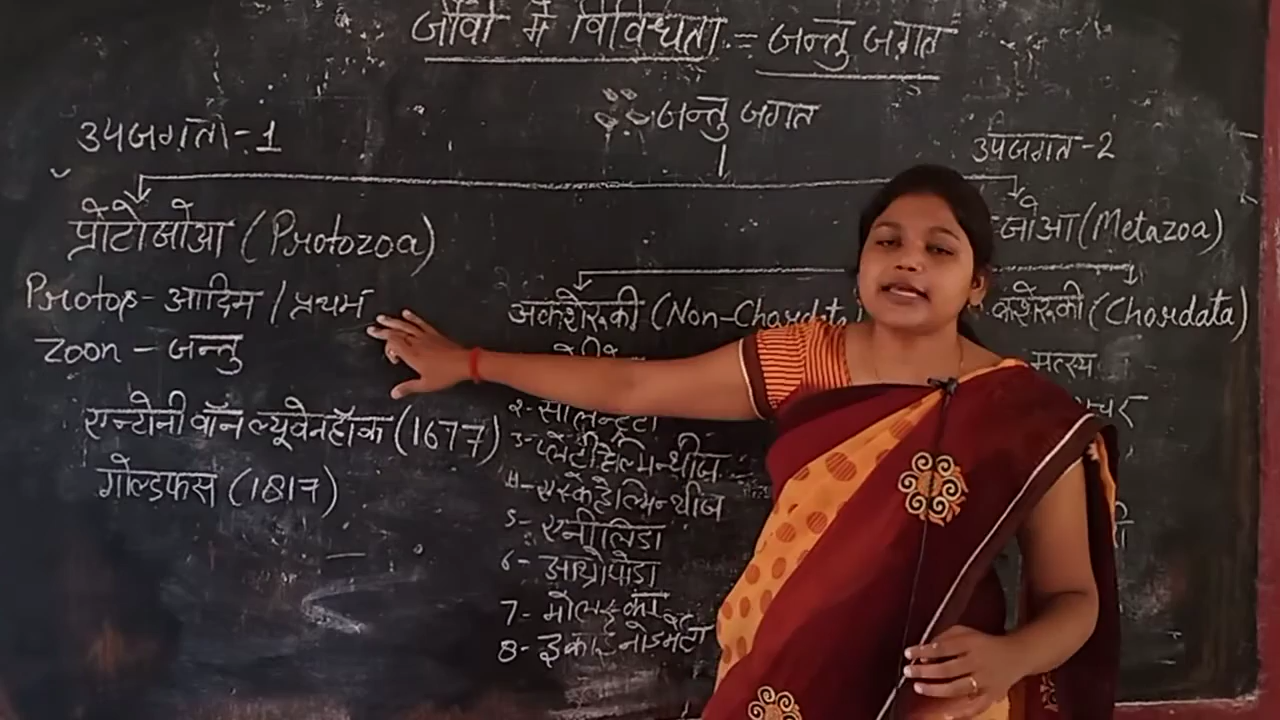 जीवों में विविधता = जन्तु जगत
जन्तु जगत
उपजगत - 1
उपजगत - 2
प्रोटोजोआ (Protozoa)
जोआ (Metazoa)
Protos - आदिम / प्रथम
zoon - जन्तु
एन्टोनी वॉन ल्यूवेनहॉक (1677)
गोल्डफस (1817)
अकशेरूकी (Non-Chordata)
2- सीलेन्ट्रेटा
3- प्लेटीहेल्मिन्थीज
4- एस्केहेल्मिन्थीज
5- एनीलिडा
6- आर्थोपोडा
7- मोलस्का
8- इकाइनोडर्मेटा
कशेरूकी (Chordata)
मत्स्य